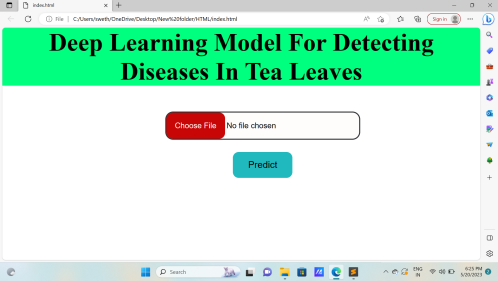 index.html
File
C:/Users/sweth/OneDrive/Desktop/New%20folder/HTML/index.html
Sign in
Deep Learning Model For Detecting
Diseases In Tea Leaves
Choose File No file chosen
Predict
Search
ENG
IN
6:25 PM
5/20/2023